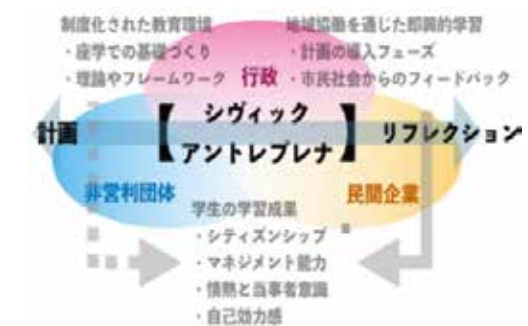 制度化された教育環境
・座学での基礎づくり
・理論やフレームワーク
地域協働を通じた即興的学習
・計画の導入フェーズ
・市民社会からのフィードバック
行政
計画
【シヴィック
アントレプレナ】
リフレクション
非営利団体
民間企業
学生の学習成果
・シティズンシップ
・マネジメント能力
・情熱と当事者意識
・自己効力感